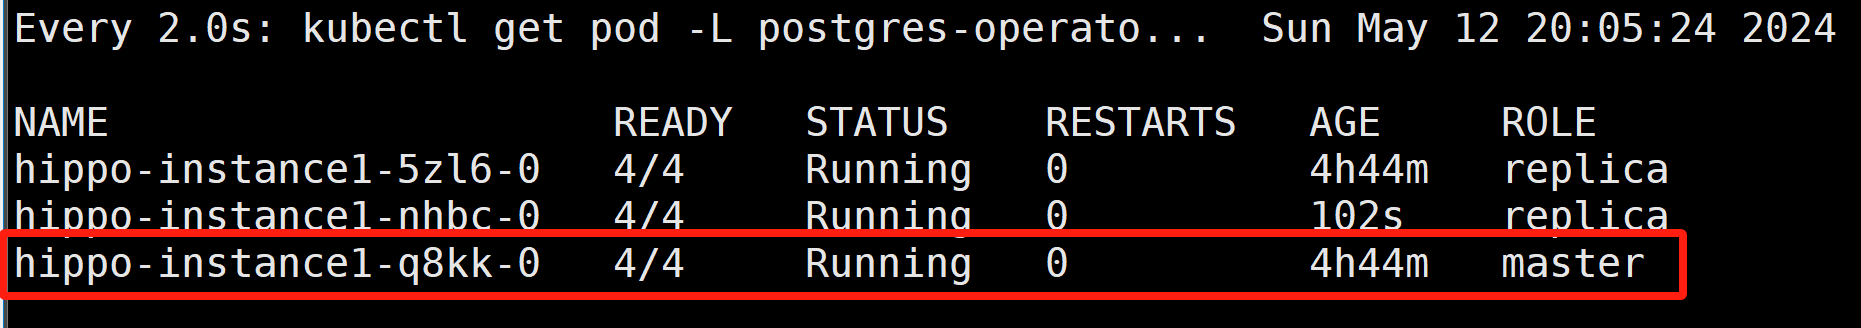 Every 2.0s: kubectl get pod -L postgres-operato...  Sun May 12 20:05:24 2024
NAME                     READY   STATUS    RESTARTS   AGE     ROLE
hippo-instance1-5zl6-0   4/4     Running   0          4h44m   replica
hippo-instance1-nhbc-0   4/4     Running   0          102s    replica
hippo-instance1-q8kk-0   4/4     Running   0          4h44m   master